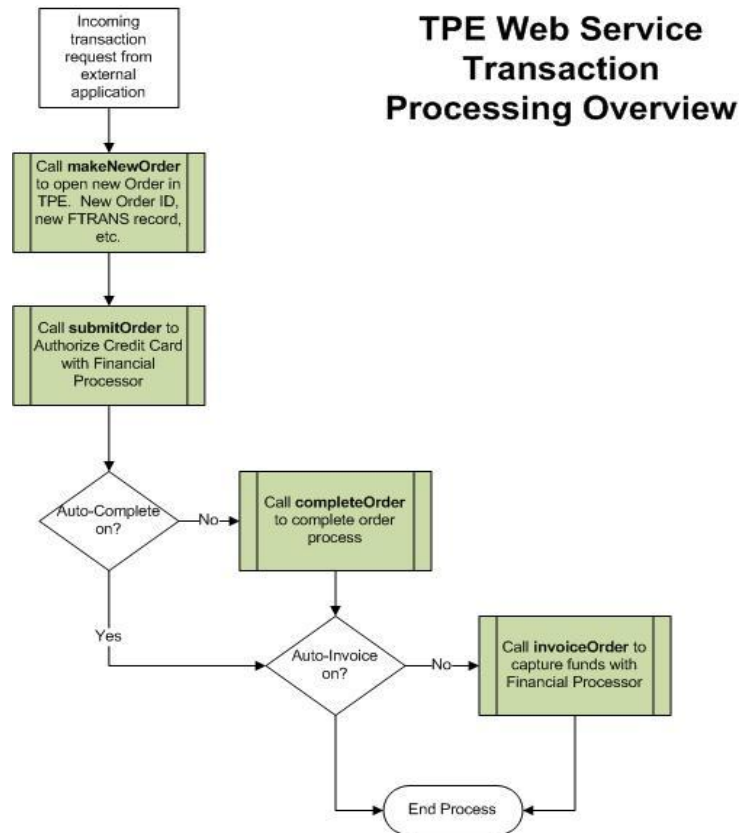 TPE Web Service
Transaction
Processing Overview
Incoming
transaction
request from
external
application
Call makeNewOrder
to open new Order in
TPE. New Order ID,
new FTRANS record,
etc.
Call submitOrder to
Authorize Credit Card
with Financial
Processor
Auto-Complete
on?
No
Call completeOrder
to complete order
process
Yes
Auto-Invoice
on?
No
Call invoiceOrder to
capture funds with
Financial Processor
End Process